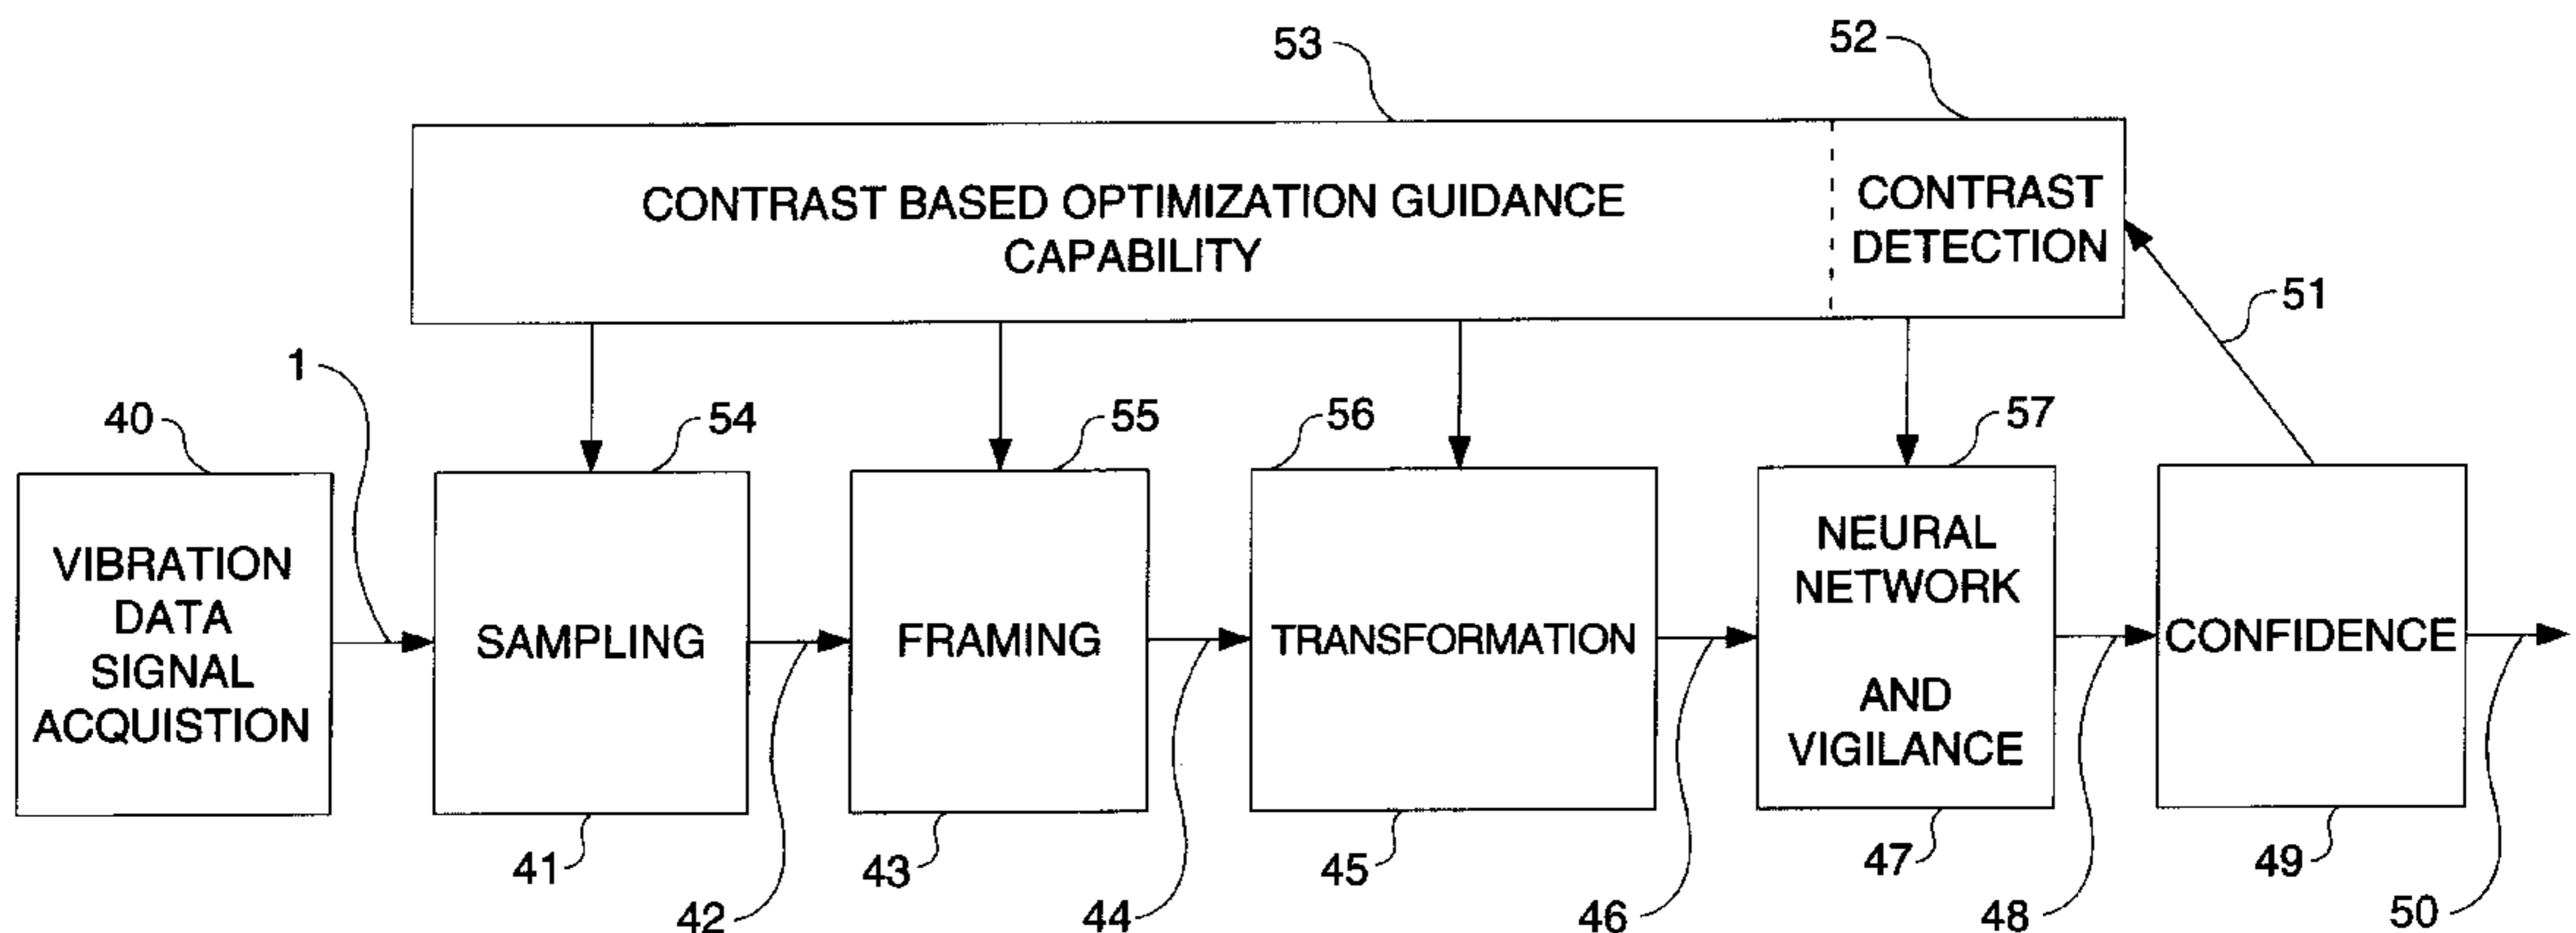 53
52
CONTRAST BASED OPTIMIZATION GUIDANCE
CAPABILITY
CONTRAST
DETECTION
51
1
40
54
55
56
57
VIBRATION
DATA
SIGNAL
ACQUISTION
SAMPLING
FRAMING
TRANSFORMATION
NEURAL
NETWORK
AND
VIGILANCE
CONFIDENCE
41
42
43
44
45
46
47
48
49
50